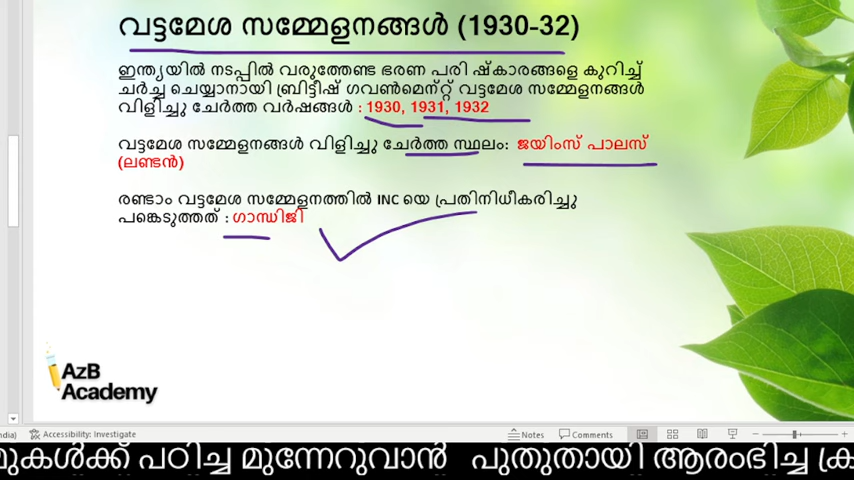 വട്ടമേശ സമ്മേളനങ്ങൾ (1930-32)
ഇന്ത്യയിൽ നടപ്പിൽ വരുത്തേണ്ട ഭരണ പരി ഷ്കാരങ്ങളെ കുറിച്ച്
ചർച്ച ചെയ്യാനായി ബ്രിട്ടീഷ് ഗവൺമെന്റ് വട്ടമേശ സമ്മേളനങ്ങൾ
വിളിച്ചു ചേർത്ത വർഷങ്ങൾ : 1930, 1931, 1932
വട്ടമേശ സമ്മേളനങ്ങൾ വിളിച്ചു ചേർത്ത സ്ഥലം: ജയിംസ് പാലസ്
(ലണ്ടൻ)
രണ്ടാം വട്ടമേശ സമ്മേളനത്തിൽ INC യെ പ്രതിനിധീകരിച്ചു
പങ്കെടുത്തത് : ഗാന്ധിജി
AzB
Academy
Accessibility: Investigate
Notes
Comments
പഠിച്ച മുന്നേറുവാൻ പുതുതായി ആരംഭിച്ച